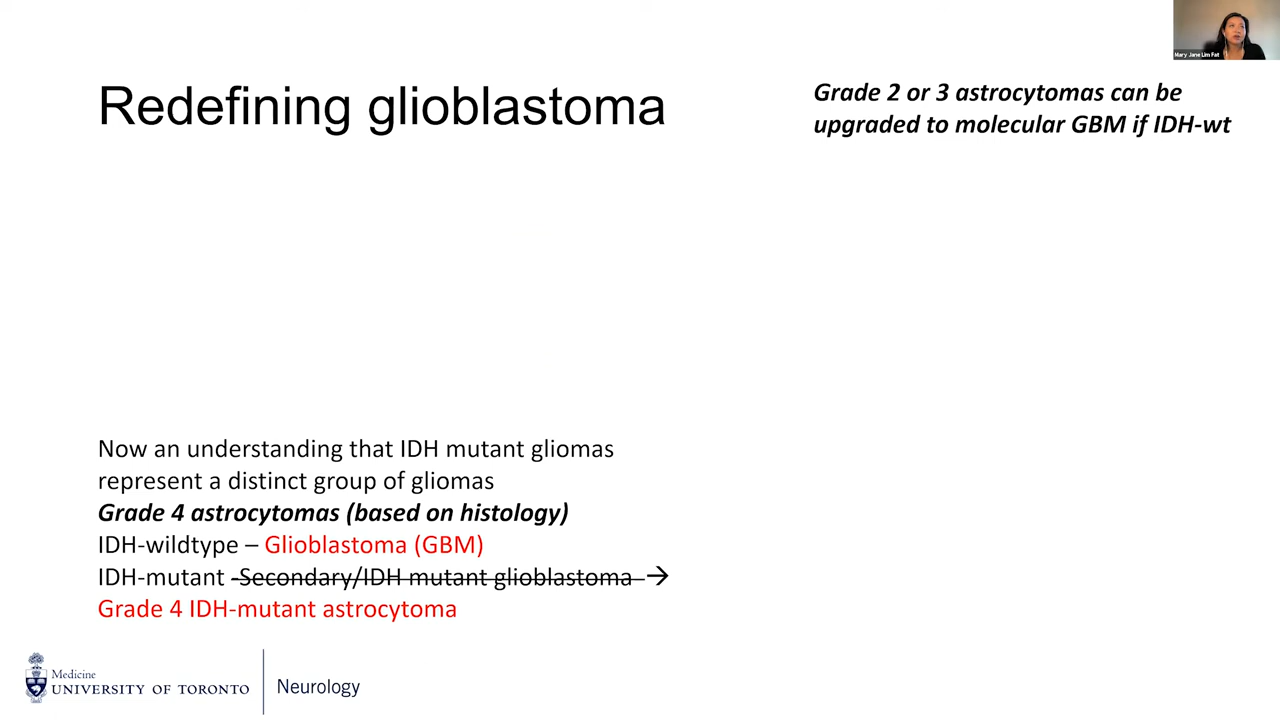 Mary Jane Lim Fat
Redefining glioblastoma
Grade 2 or 3 astrocytomas can be
upgraded to molecular GBM if IDH-wt
Now an understanding that IDH mutant gliomas
represent a distinct group of gliomas
Grade 4 astrocytomas (based on histology)
IDH-wildtype – Glioblastoma (GBM)
IDH-mutant -Secondary/IDH mutant glioblastoma →
Grade 4 IDH-mutant astrocytoma
Medicine
UNIVERSITY OF TORONTO
Neurology